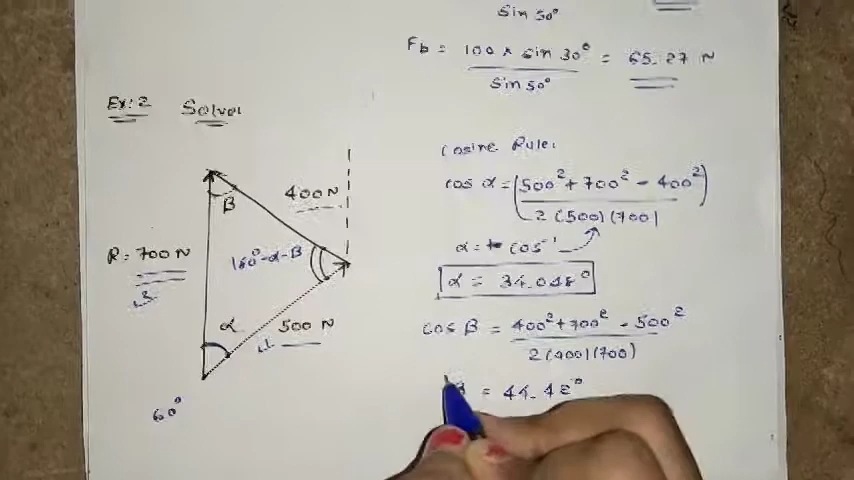 Sin 50°
Fb = 100 × sin 30° = 65.27 N
Sin 50°
Ex: 2 Solve
400 N
β
R = 700 N
180° - α - β
α
500 N
60°
Cosine Rule:
cos α = (500² + 700² - 400²)
2 (500) (700)
α = cos⁻¹
α = 34.048°
cos β = 400² + 700² - 500²
2 (400) (700)
β = 44.42°